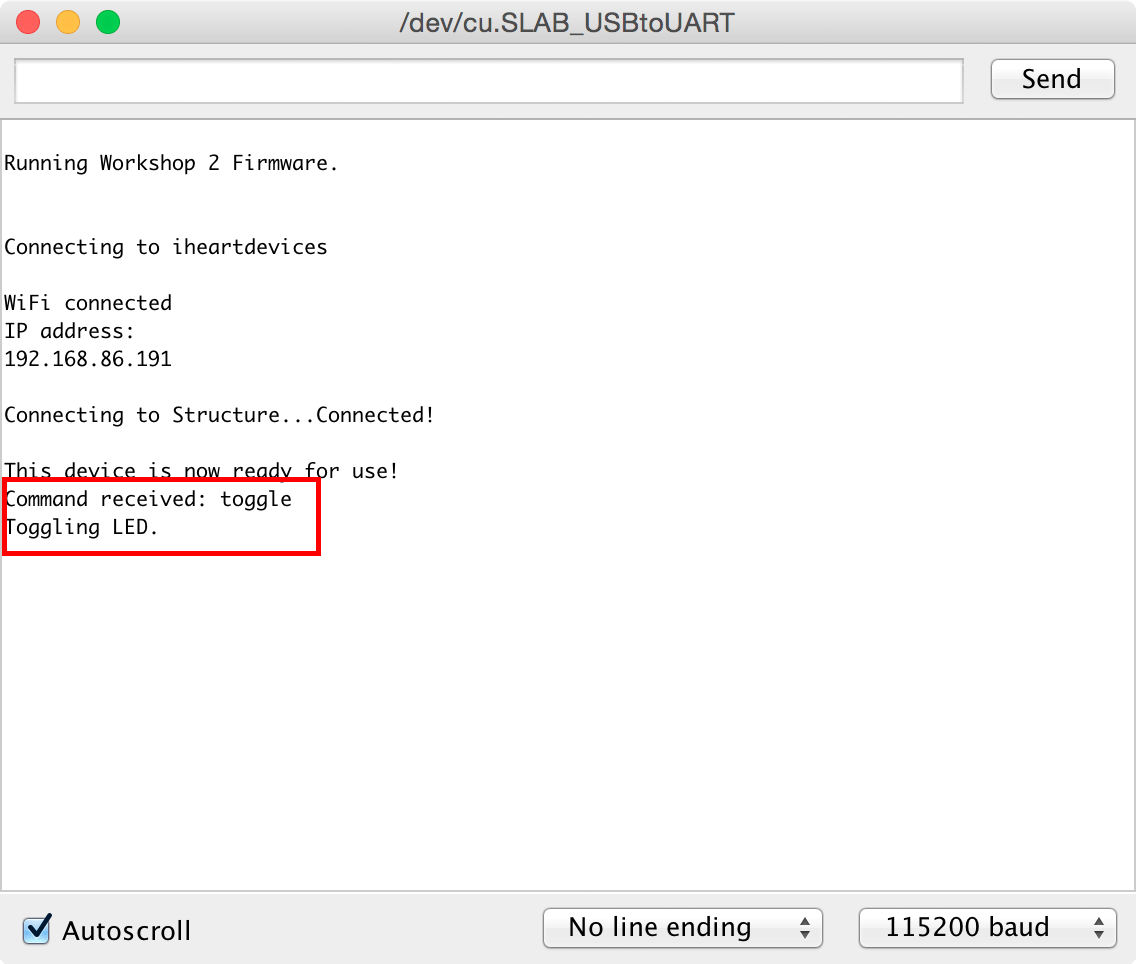 /dev/cu.SLAB_USBtoUART
Send
Running Workshop 2 Firmware.
Connecting to iheartdevices
WiFi connected
IP address:
192.168.86.191
Connecting to Structure...Connected!
This device is now ready for use!
Command received: toggle
Toggling LED.
Autoscroll
No line ending
115200 baud